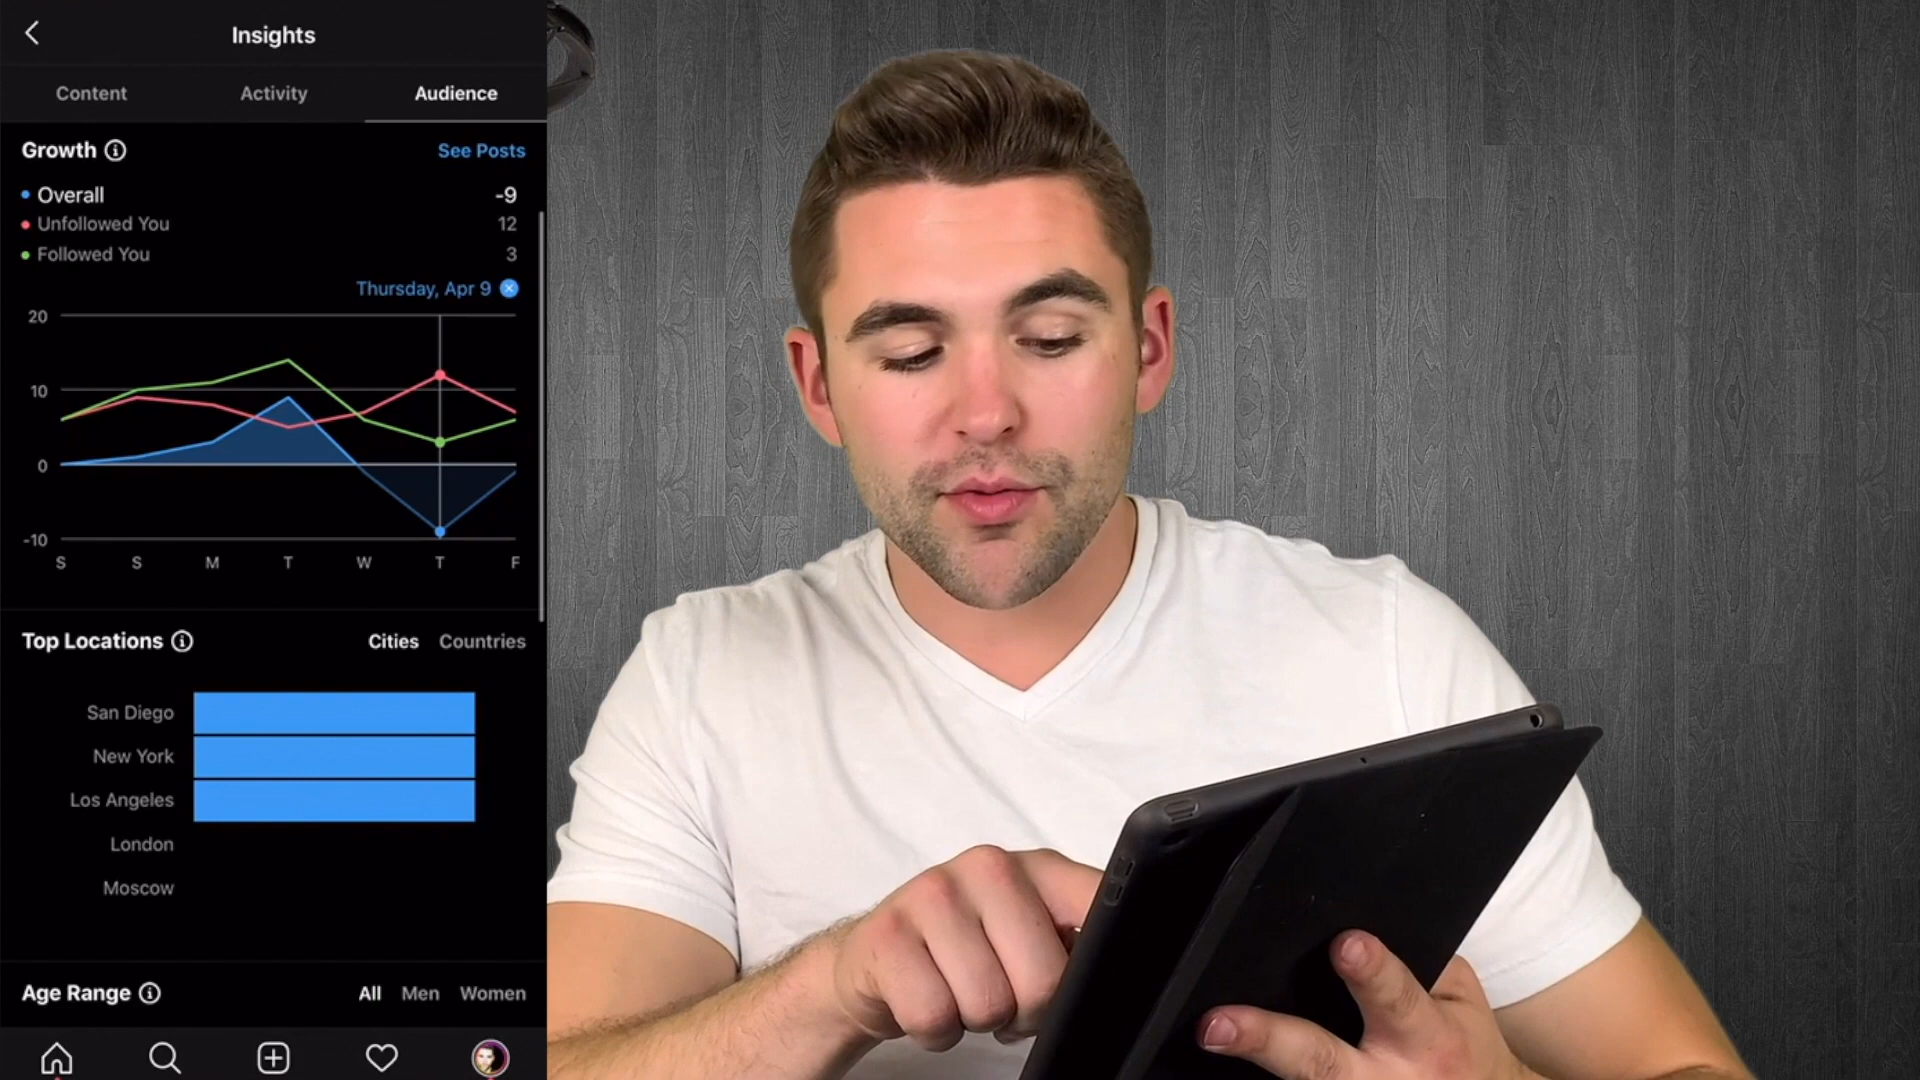 Insights
Content Activity Audience
Growth See Posts
Overall -9
Unfollowed You 12
Followed You 3
Thursday, Apr 9
20
10
0
-10
S S M T W T F
Top Locations Cities Countries
San Diego
New York
Los Angeles
London
Moscow
Age Range All Men Women